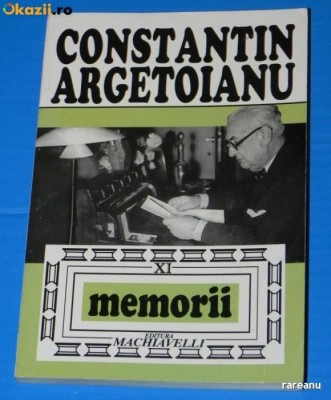 Okazii.ro
CONSTANTIN
ARGETOIANU
XI
memorii
EDITURA
MACHIAVELLI
rareanu